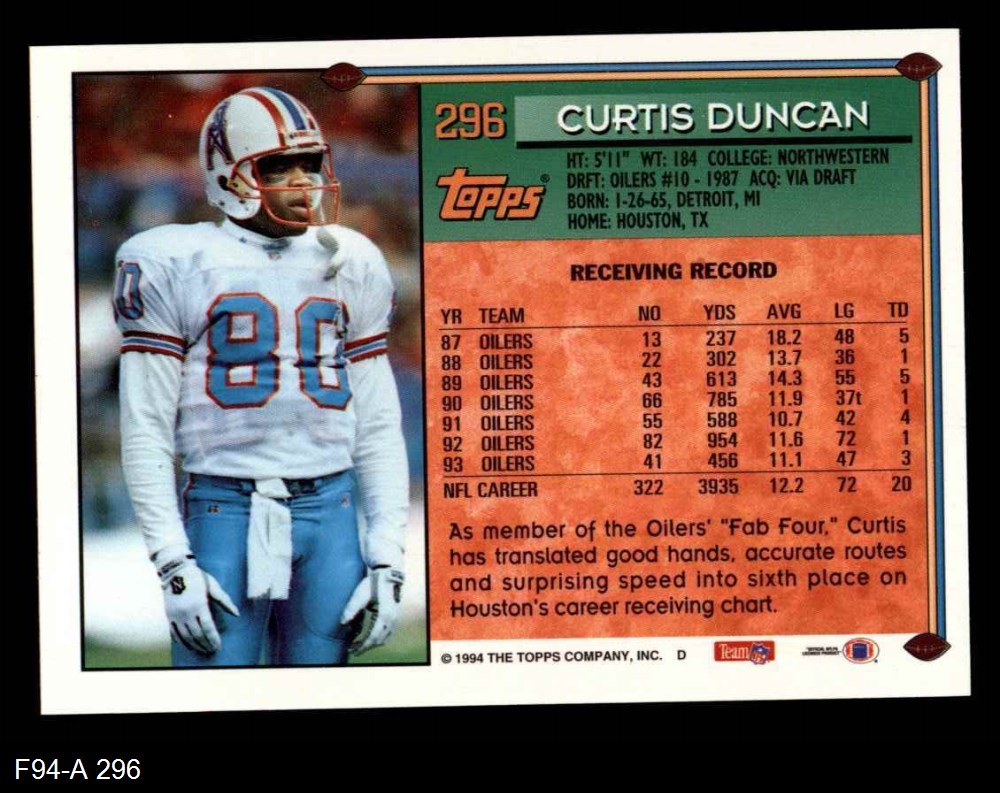 296 CURTIS DUNCAN
topps®
HT: 5'11" WT: 184 COLLEGE: NORTHWESTERN
DRFT: OILERS #10 - 1987 ACQ: VIA DRAFT
BORN: 1-26-65, DETROIT, MI
HOME: HOUSTON, TX
RECEIVING RECORD
YR TEAM NO YDS AVG LG TD
87 OILERS 13 237 18.2 48 5
88 OILERS 22 302 13.7 36 1
89 OILERS 43 613 14.3 55 5
90 OILERS 66 785 11.9 37t 1
91 OILERS 55 588 10.7 42 4
92 OILERS 82 954 11.6 72 1
93 OILERS 41 456 11.1 47 3
NFL CAREER 322 3935 12.2 72 20
As member of the Oilers' "Fab Four," Curtis
has translated good hands, accurate routes
and surprising speed into sixth place on
Houston's career receiving chart.
© 1994 THE TOPPS COMPANY, INC. D
Team NFL
80
80
F94-A 296